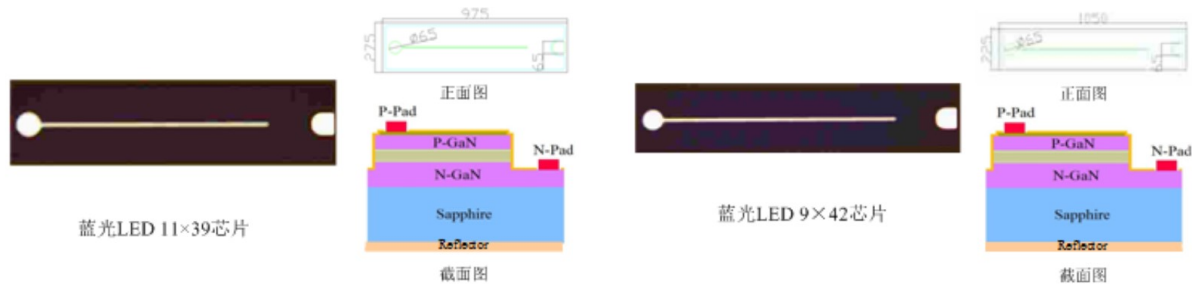 975
275
Ø65
65
正面图
P-Pad
P-GaN
N-Pad
N-GaN
Sapphire
Reflector
截面图
蓝光LED 11×39芯片
1050
225
Ø65
65
正面图
P-Pad
P-GaN
N-Pad
N-GaN
Sapphire
Reflector
截面图
蓝光LED 9×42芯片